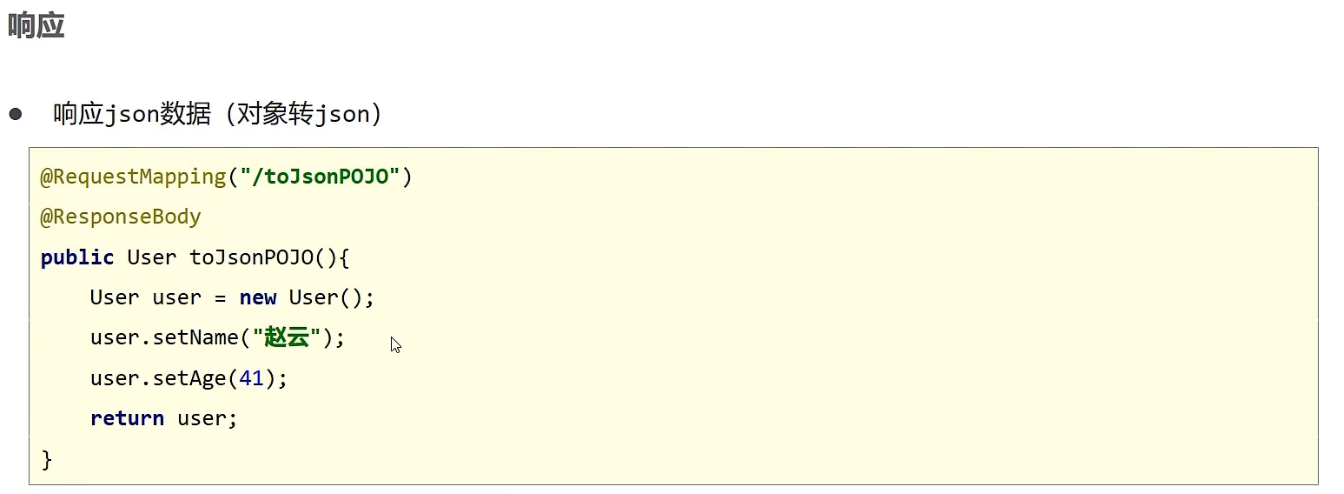 响应
● 响应json数据（对象转json）
@RequestMapping("/toJsonPOJO")
@ResponseBody
public User toJsonPOJO(){
    User user = new User();
    user.setName("赵云");
    user.setAge(41);
    return user;
}